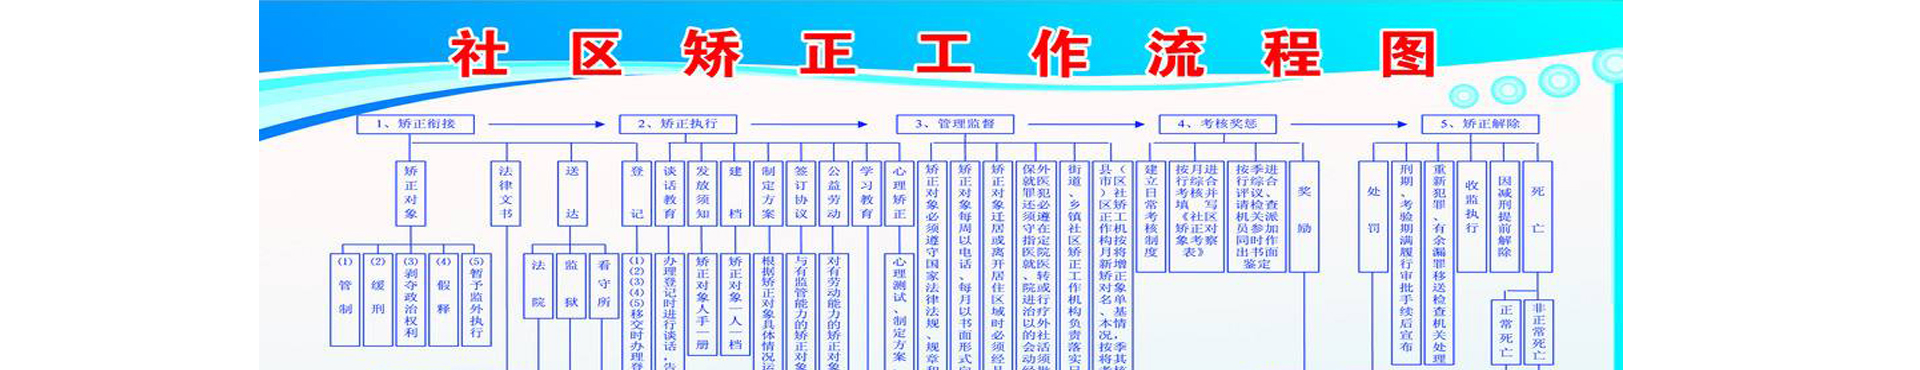 社区矫正工作流程图
1、矫正衔接
2、矫正执行
3、管理监督
4、考核奖惩
5、矫正解除
矫正对象
法律文书
送达
登记
谈话教育
发放须知
建档
制定方案
签订协议
公益劳动
学习教育
心理矫正
矫正对象必须遵守国家法律法规、规章和
矫正对象每周以电话、每月以书面形式向
矫正对象迁居或离开居住区域时必须经县
保外就医罪犯还必须遵守在指定医院就医、转院或进行治疗以外的社会活动须经批
街道、乡镇社区矫正工作机构负责落实日
县（市）区社区矫正工作机构按月将新增矫正对象名单、基本情况,按季将其考核
建立日常考核制度
按月进行综合考核并填写《社区矫正对象考察表》
按季进行综合评议、请检查机关派员参加同时作出书面鉴定
奖励
处罚
刑期、考验期满履行审批手续后宣布
重新犯罪、有余漏罪移送检查机关处理
收监执行
因减刑提前解除
死亡
(1)管制
(2)缓刑
(3)剥夺政治权利
(4)假释
(5)暂予监外执行
法院
监狱
看守所
(1)(2)(3)(4)(5)移交时办理登
办理登记时进行谈话,告
矫正对象人手一册
矫正对象一人一档
根据矫正对象具体情况运
与有监管能力的矫正对象
对有劳动能力的矫正对象
心理测试、制定方案、
正常死亡
非正常死亡